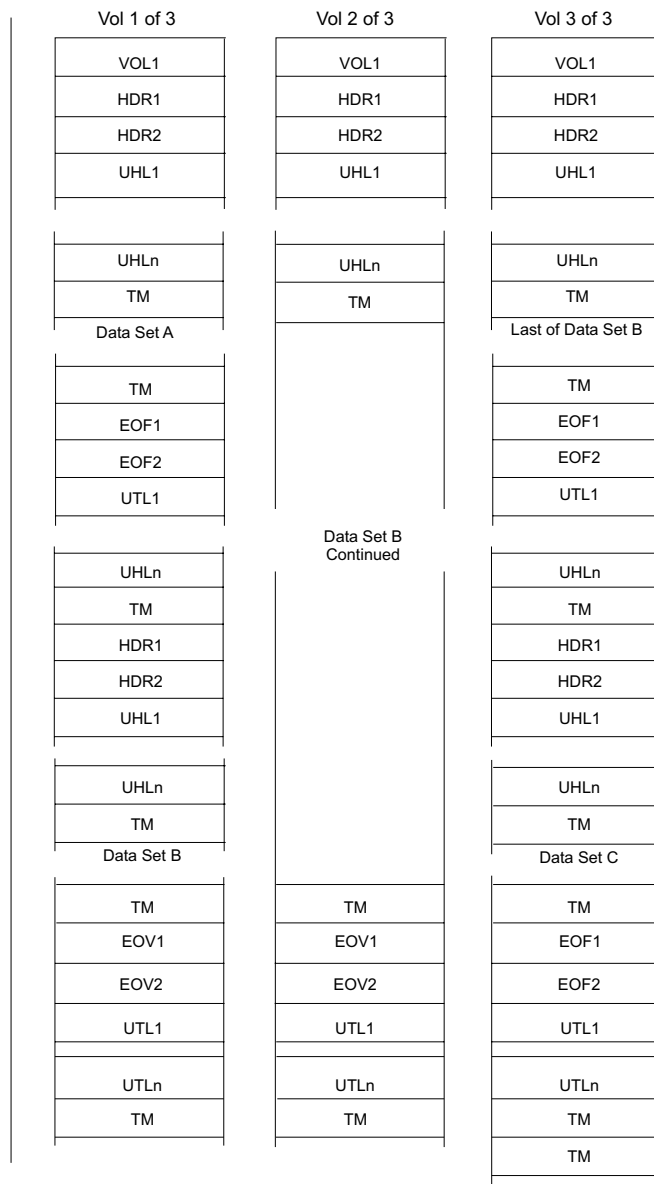 Vol 1 of 3
VOL1
HDR1
HDR2
UHL1
UHLn
TM
Data Set A
TM
EOF1
EOF2
UTL1
UHLn
TM
HDR1
HDR2
UHL1
UHLn
TM
Data Set B
TM
EOV1
EOV2
UTL1
UTLn
TM
Vol 2 of 3
VOL1
HDR1
HDR2
UHL1
UHLn
TM
Data Set B
Continued
TM
EOV1
EOV2
UTL1
UTLn
TM
Vol 3 of 3
VOL1
HDR1
HDR2
UHL1
UHLn
TM
Last of Data Set B
TM
EOF1
EOF2
UTL1
UHLn
TM
HDR1
HDR2
UHL1
UHLn
TM
Data Set C
TM
EOF1
EOF2
UTL1
UTLn
TM
TM